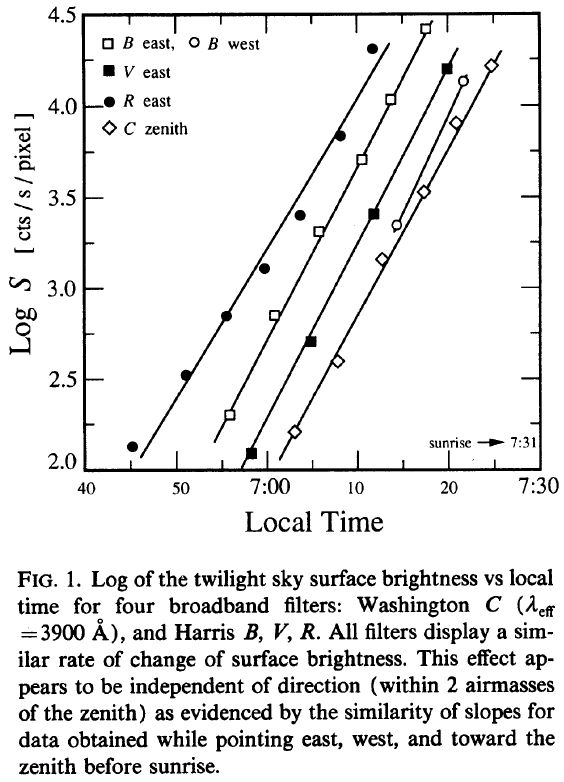 4.5
4.0
3.5
3.0
2.5
2.0
Log S [ cts / s / pixel ]
B east, B west
V east
R east
C zenith
sunrise → 7:31
40 50 7:00 10 20 7:30
Local Time
FIG. 1. Log of the twilight sky surface brightness vs local
time for four broadband filters: Washington C (λeff
=3900 Å), and Harris B, V, R. All filters display a sim-
ilar rate of change of surface brightness. This effect ap-
pears to be independent of direction (within 2 airmasses
of the zenith) as evidenced by the similarity of slopes for
data obtained while pointing east, west, and toward the
zenith before sunrise.